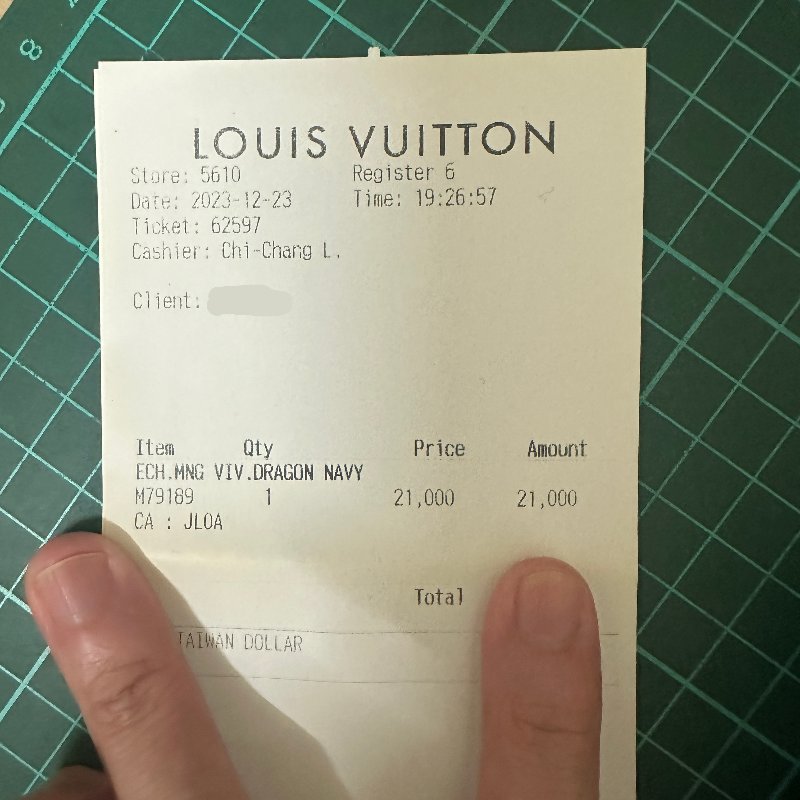 LOUIS VUITTON
Store: 5610 Register 6
Date: 2023-12-23 Time: 19:26:57
Ticket: 62597
Cashier: Chi-Chang L.
Client:
Item Qty Price Amount
ECH.MNG VIV.DRAGON NAVY
M79189 1 21,000 21,000
CA : JLOA
Total
TAIWAN DOLLAR
8